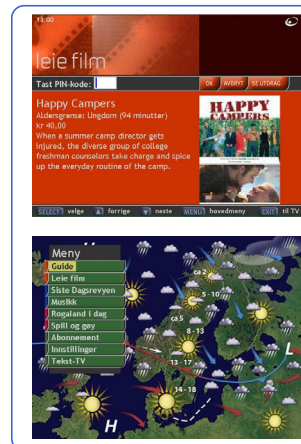 13:00
leie film
Tast PIN-kode:
OK AVBRYT SE UTDRAG
Happy Campers
Aldersgrense: Ungdom (94 minutter)
kr 40,00
When a summer camp director gets
injured, the diverse group of college
freshman counselors take charge and spice
up the everyday routine of the camp.
HAPPY
CAMPERS
SELECT velge forrige neste MENU hovedmeny EXIT til TV
Meny
Guide
Leie film
Siste Dagsrevyen
Musikk
Rogaland i dag
Spill og gøy
Abonnement
Innstillinger
Tekst-TV
ca 2
5 - 10
ca 5
8 - 13
13 - 17
14 - 18
L
H